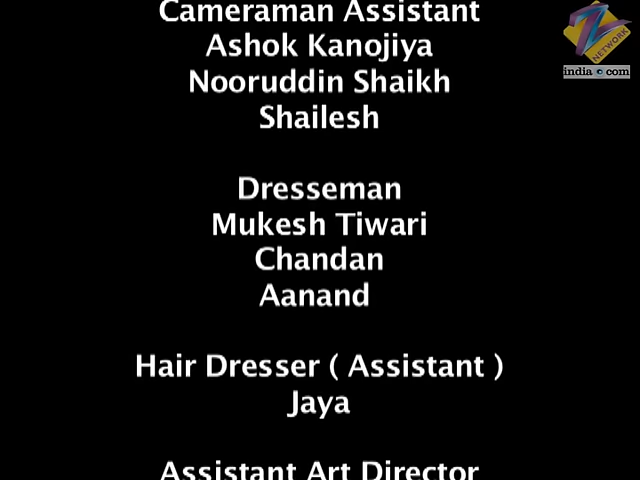 Cameraman Assistant
Ashok Kanojiya
Nooruddin Shaikh
Shailesh
Dresseman
Mukesh Tiwari
Chandan
Aanand
Hair Dresser ( Assistant )
Jaya
Assistant Art Director
Z
NETWORK
india.com